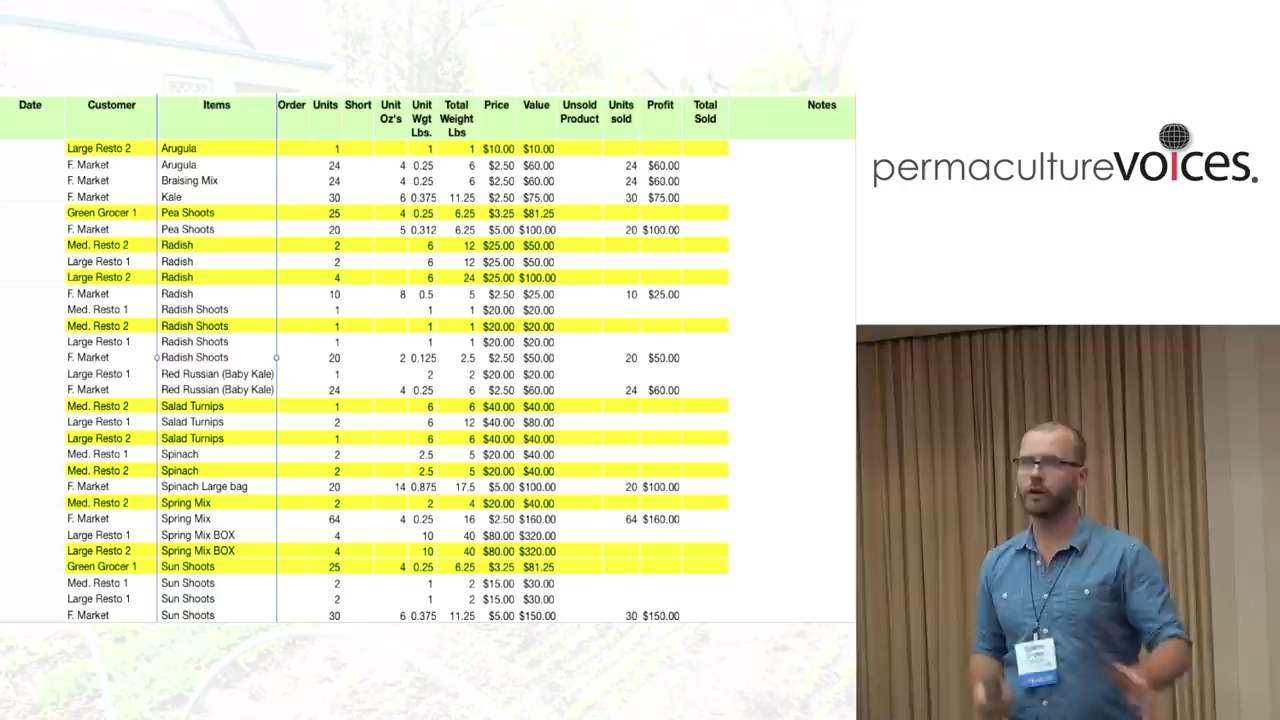 Date Customer Items Order Units Short Unit Oz's Unit Wgt Lbs. Total Weight Lbs Price Value Unsold Product Units sold Profit Total Sold Notes
Large Resto 2 Arugula 1 1 1 $10.00 $10.00
F. Market Arugula 24 4 0.25 6 $2.50 $60.00 24 $60.00
F. Market Braising Mix 24 4 0.25 6 $2.50 $60.00 24 $60.00
F. Market Kale 30 6 0.375 11.25 $2.50 $75.00 30 $75.00
Green Grocer 1 Pea Shoots 25 4 0.25 6.25 $3.25 $81.25
F. Market Pea Shoots 20 5 0.312 6.25 $5.00 $100.00 20 $100.00
Med. Resto 2 Radish 2 6 12 $25.00 $50.00
Large Resto 1 Radish 2 6 12 $25.00 $50.00
Large Resto 2 Radish 4 6 24 $25.00 $100.00
F. Market Radish 10 8 0.5 5 $2.50 $25.00 10 $25.00
Med. Resto 1 Radish Shoots 1 1 1 $20.00 $20.00
Med. Resto 2 Radish Shoots 1 1 1 $20.00 $20.00
Large Resto 1 Radish Shoots 1 1 1 $20.00 $20.00
F. Market Radish Shoots 20 2 0.125 2.5 $2.50 $50.00 20 $50.00
Large Resto 1 Red Russian (Baby Kale) 1 2 2 $20.00 $20.00
F. Market Red Russian (Baby Kale) 24 4 0.25 6 $2.50 $60.00 24 $60.00
Med. Resto 2 Salad Turnips 1 6 6 $40.00 $40.00
Large Resto 1 Salad Turnips 2 6 12 $40.00 $80.00
Large Resto 2 Salad Turnips 1 6 6 $40.00 $40.00
Med. Resto 1 Spinach 2 2.5 5 $20.00 $40.00
Med. Resto 2 Spinach 2 2.5 5 $20.00 $40.00
F. Market Spinach Large bag 20 14 0.875 17.5 $5.00 $100.00 20 $100.00
Med. Resto 2 Spring Mix 2 2 4 $20.00 $40.00
F. Market Spring Mix 64 4 0.25 16 $2.50 $160.00 64 $160.00
Large Resto 1 Spring Mix BOX 4 10 40 $80.00 $320.00
Large Resto 2 Spring Mix BOX 4 10 40 $80.00 $320.00
Green Grocer 1 Sun Shoots 25 4 0.25 6.25 $3.25 $81.25
Med. Resto 1 Sun Shoots 2 1 2 $15.00 $30.00
Large Resto 1 Sun Shoots 2 1 2 $15.00 $30.00
F. Market Sun Shoots 30 6 0.375 11.25 $5.00 $150.00 30 $150.00
permacultureVOICES.